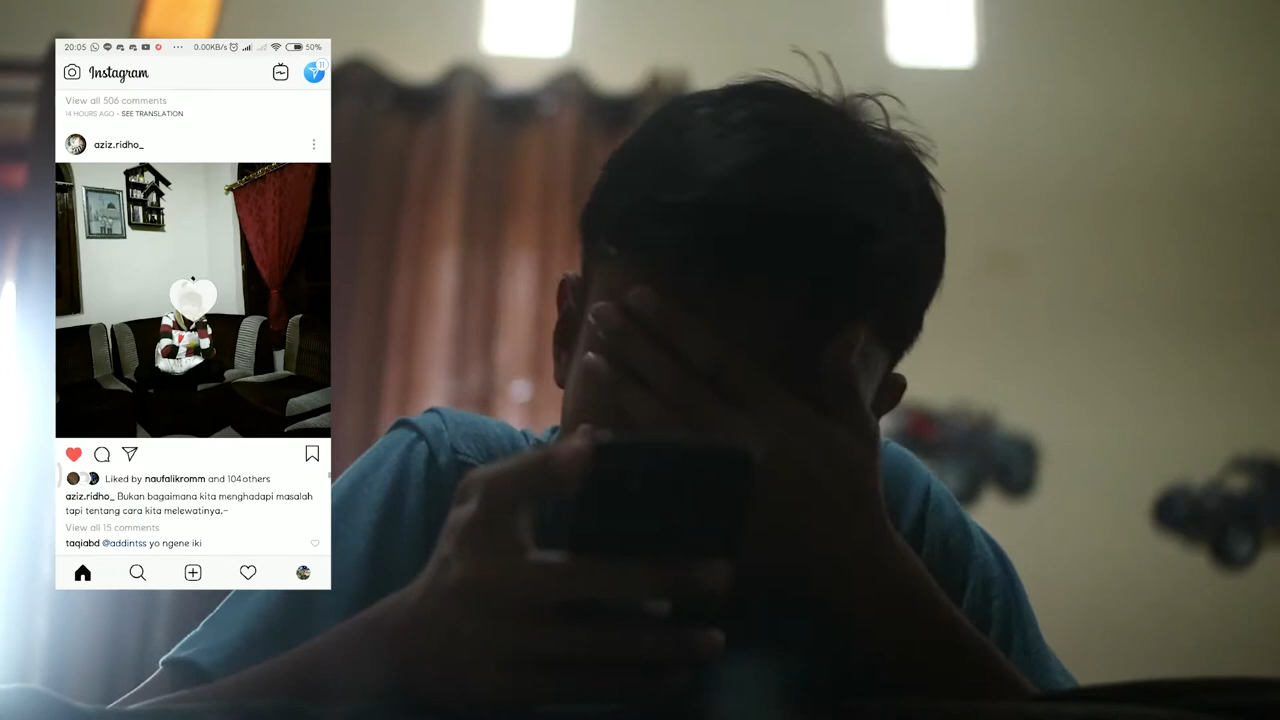 20:05 ... 0.00KB/s 50%
Instagram 11
View all 506 comments
14 HOURS AGO • SEE TRANSLATION
aziz.ridho_
Liked by naufalikromm and 104 others
aziz.ridho_ Bukan bagaimana kita menghadapi masalah
tapi tentang cara kita melewatinya.~
View all 15 comments
taqiabd @addintss yo ngene iki